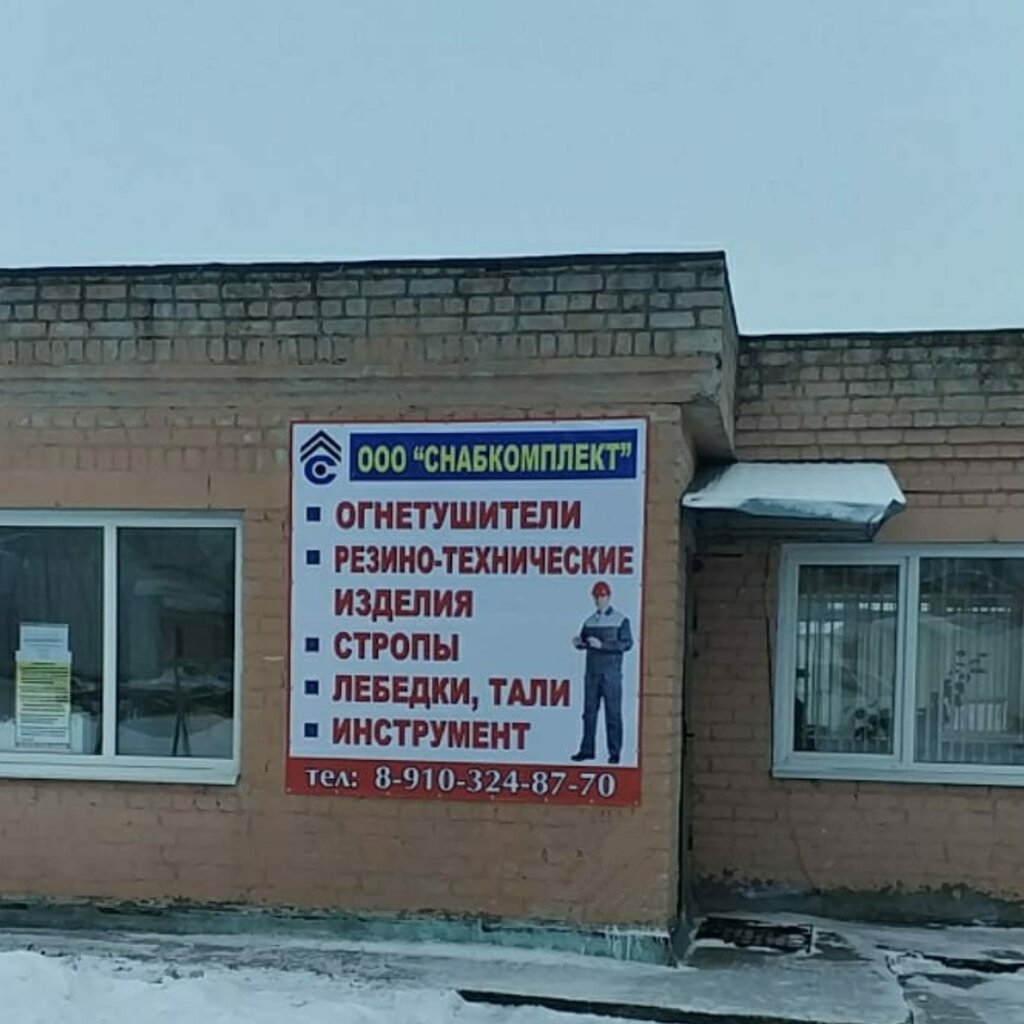 ООО "СНАБКОМПЛЕКТ"
ОГНЕТУШИТЕЛИ
РЕЗИНО-ТЕХНИЧЕСКИЕ
ИЗДЕЛИЯ
СТРОПЫ
ЛЕБЕДКИ, ТАЛИ
ИНСТРУМЕНТ
тел: 8-910-324-87-70